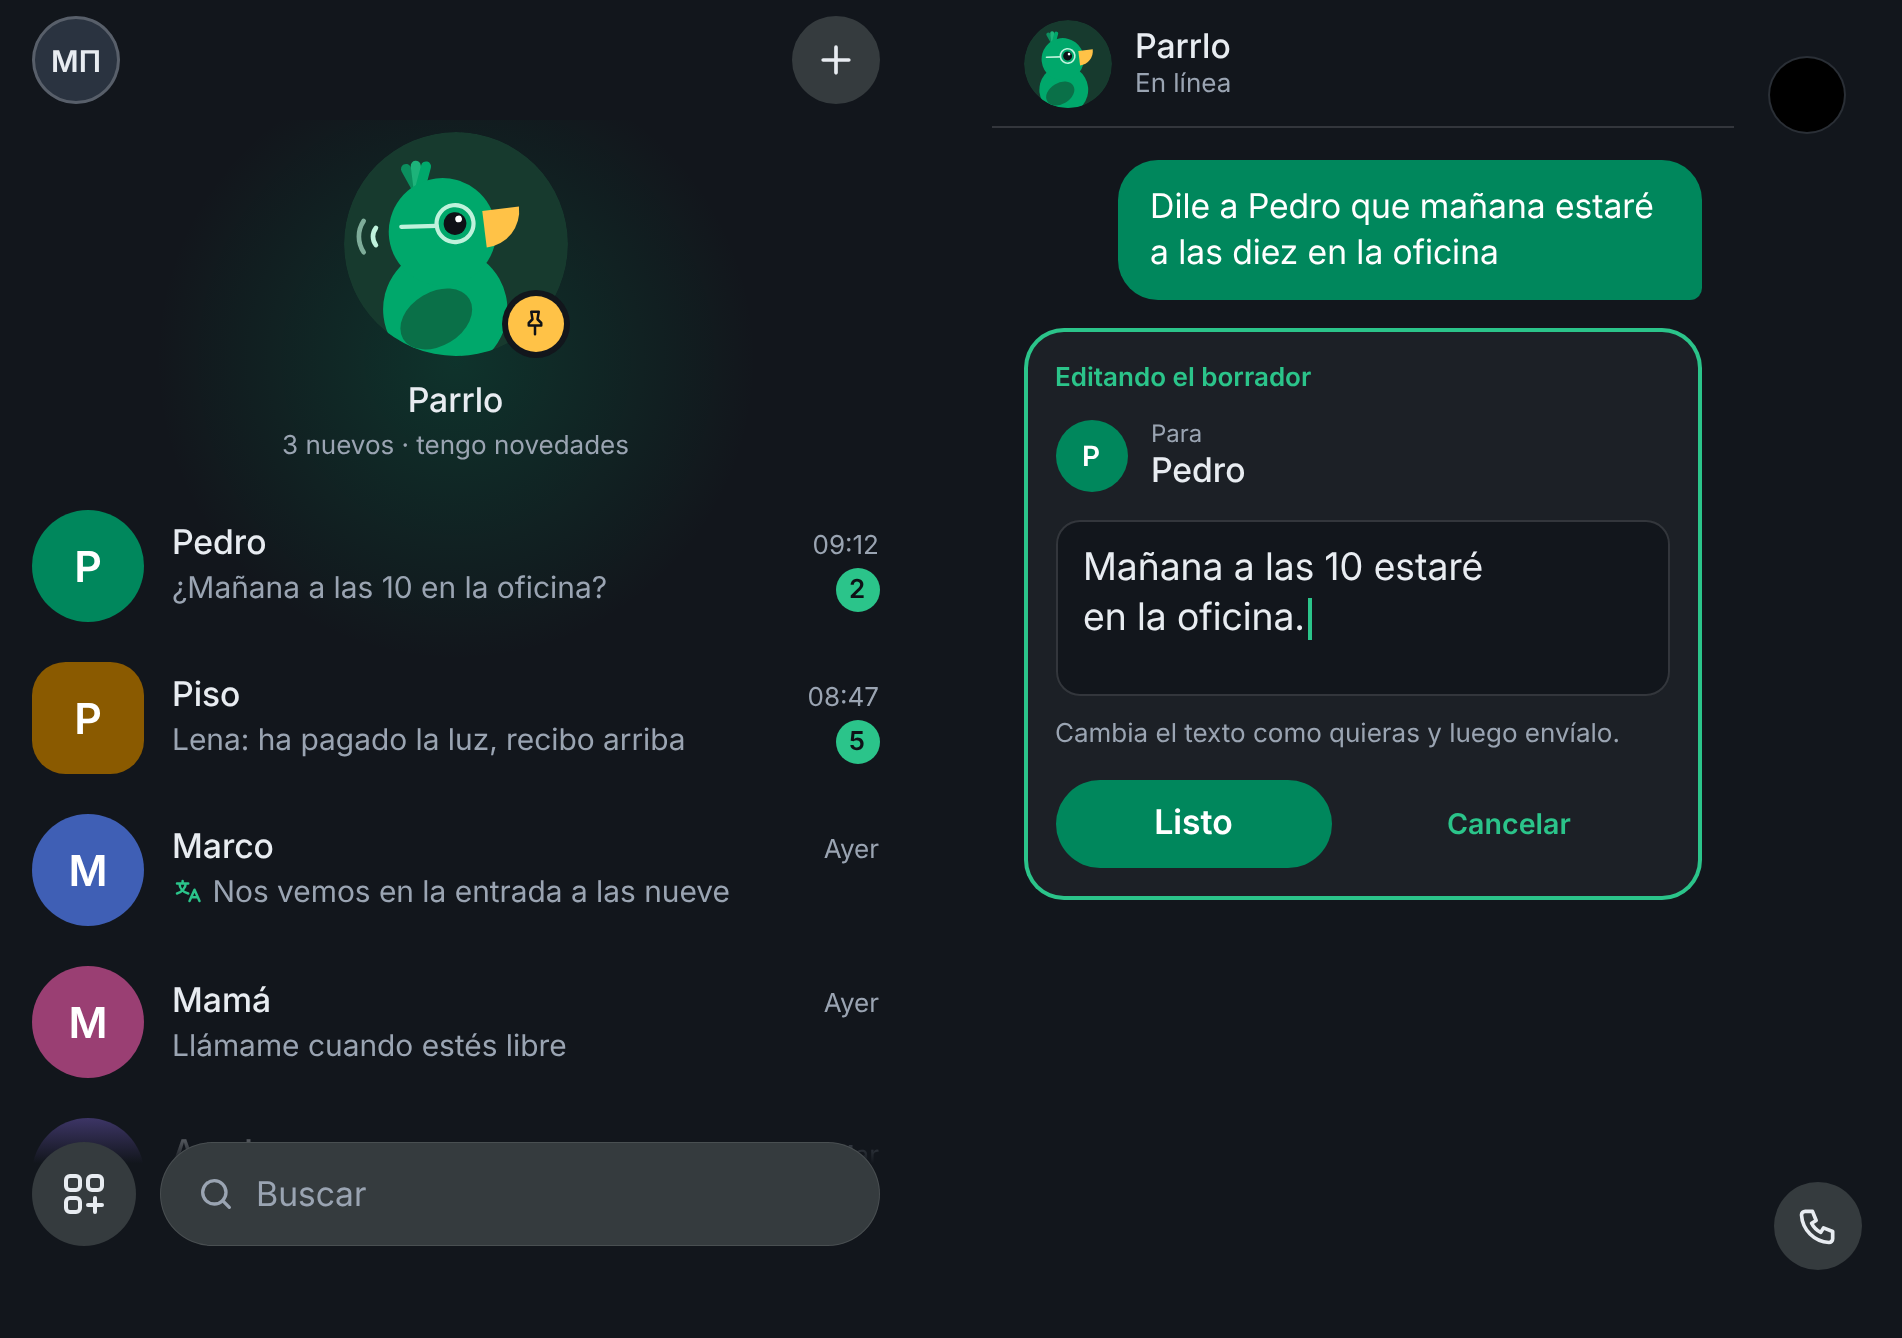 МП
Parrlo
3 nuevos · tengo novedades
P
Pedro
09:12
¿Mañana a las 10 en la oficina?
2
P
Piso
08:47
Lena: ha pagado la luz, recibo arriba
5
M
Marco
Ayer
Nos vemos en la entrada a las nueve
M
Mamá
Ayer
Llámame cuando estés libre
Buscar
Parrlo
En línea
Dile a Pedro que mañana estaré
a las diez en la oficina
Editando el borrador
P
Para
Pedro
Mañana a las 10 estaré
en la oficina.
Cambia el texto como quieras y luego envíalo.
Listo
Cancelar